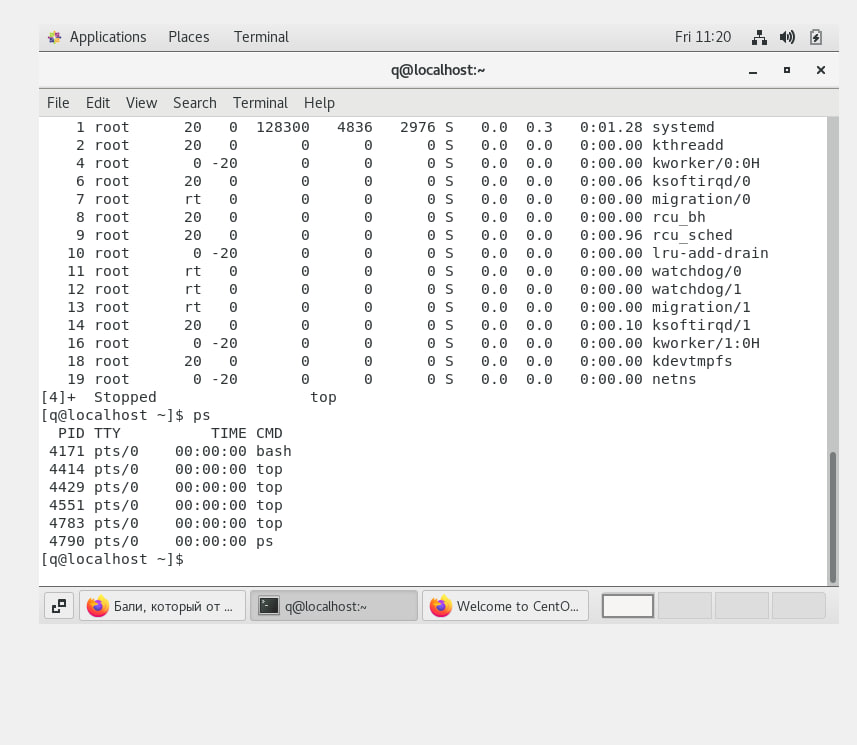 Applications Places Terminal Fri 11:20
q@localhost:~
File Edit View Search Terminal Help
1 root 20 0 128300 4836 2976 S 0.0 0.3 0:01.28 systemd
2 root 20 0 0 0 0 S 0.0 0.0 0:00.00 kthreadd
4 root 0 -20 0 0 0 S 0.0 0.0 0:00.00 kworker/0:0H
6 root 20 0 0 0 0 S 0.0 0.0 0:00.06 ksoftirqd/0
7 root rt 0 0 0 0 S 0.0 0.0 0:00.00 migration/0
8 root 20 0 0 0 0 S 0.0 0.0 0:00.00 rcu_bh
9 root 20 0 0 0 0 S 0.0 0.0 0:00.96 rcu_sched
10 root 0 -20 0 0 0 S 0.0 0.0 0:00.00 lru-add-drain
11 root rt 0 0 0 0 S 0.0 0.0 0:00.00 watchdog/0
12 root rt 0 0 0 0 S 0.0 0.0 0:00.00 watchdog/1
13 root rt 0 0 0 0 S 0.0 0.0 0:00.00 migration/1
14 root 20 0 0 0 0 S 0.0 0.0 0:00.10 ksoftirqd/1
16 root 0 -20 0 0 0 S 0.0 0.0 0:00.00 kworker/1:0H
18 root 20 0 0 0 0 S 0.0 0.0 0:00.00 kdevtmpfs
19 root 0 -20 0 0 0 S 0.0 0.0 0:00.00 netns
[4]+ Stopped top
[q@localhost ~]$ ps
PID TTY TIME CMD
4171 pts/0 00:00:00 bash
4414 pts/0 00:00:00 top
4429 pts/0 00:00:00 top
4551 pts/0 00:00:00 top
4783 pts/0 00:00:00 top
4790 pts/0 00:00:00 ps
[q@localhost ~]$
Бали, который от ... q@localhost:~ Welcome to CentO...